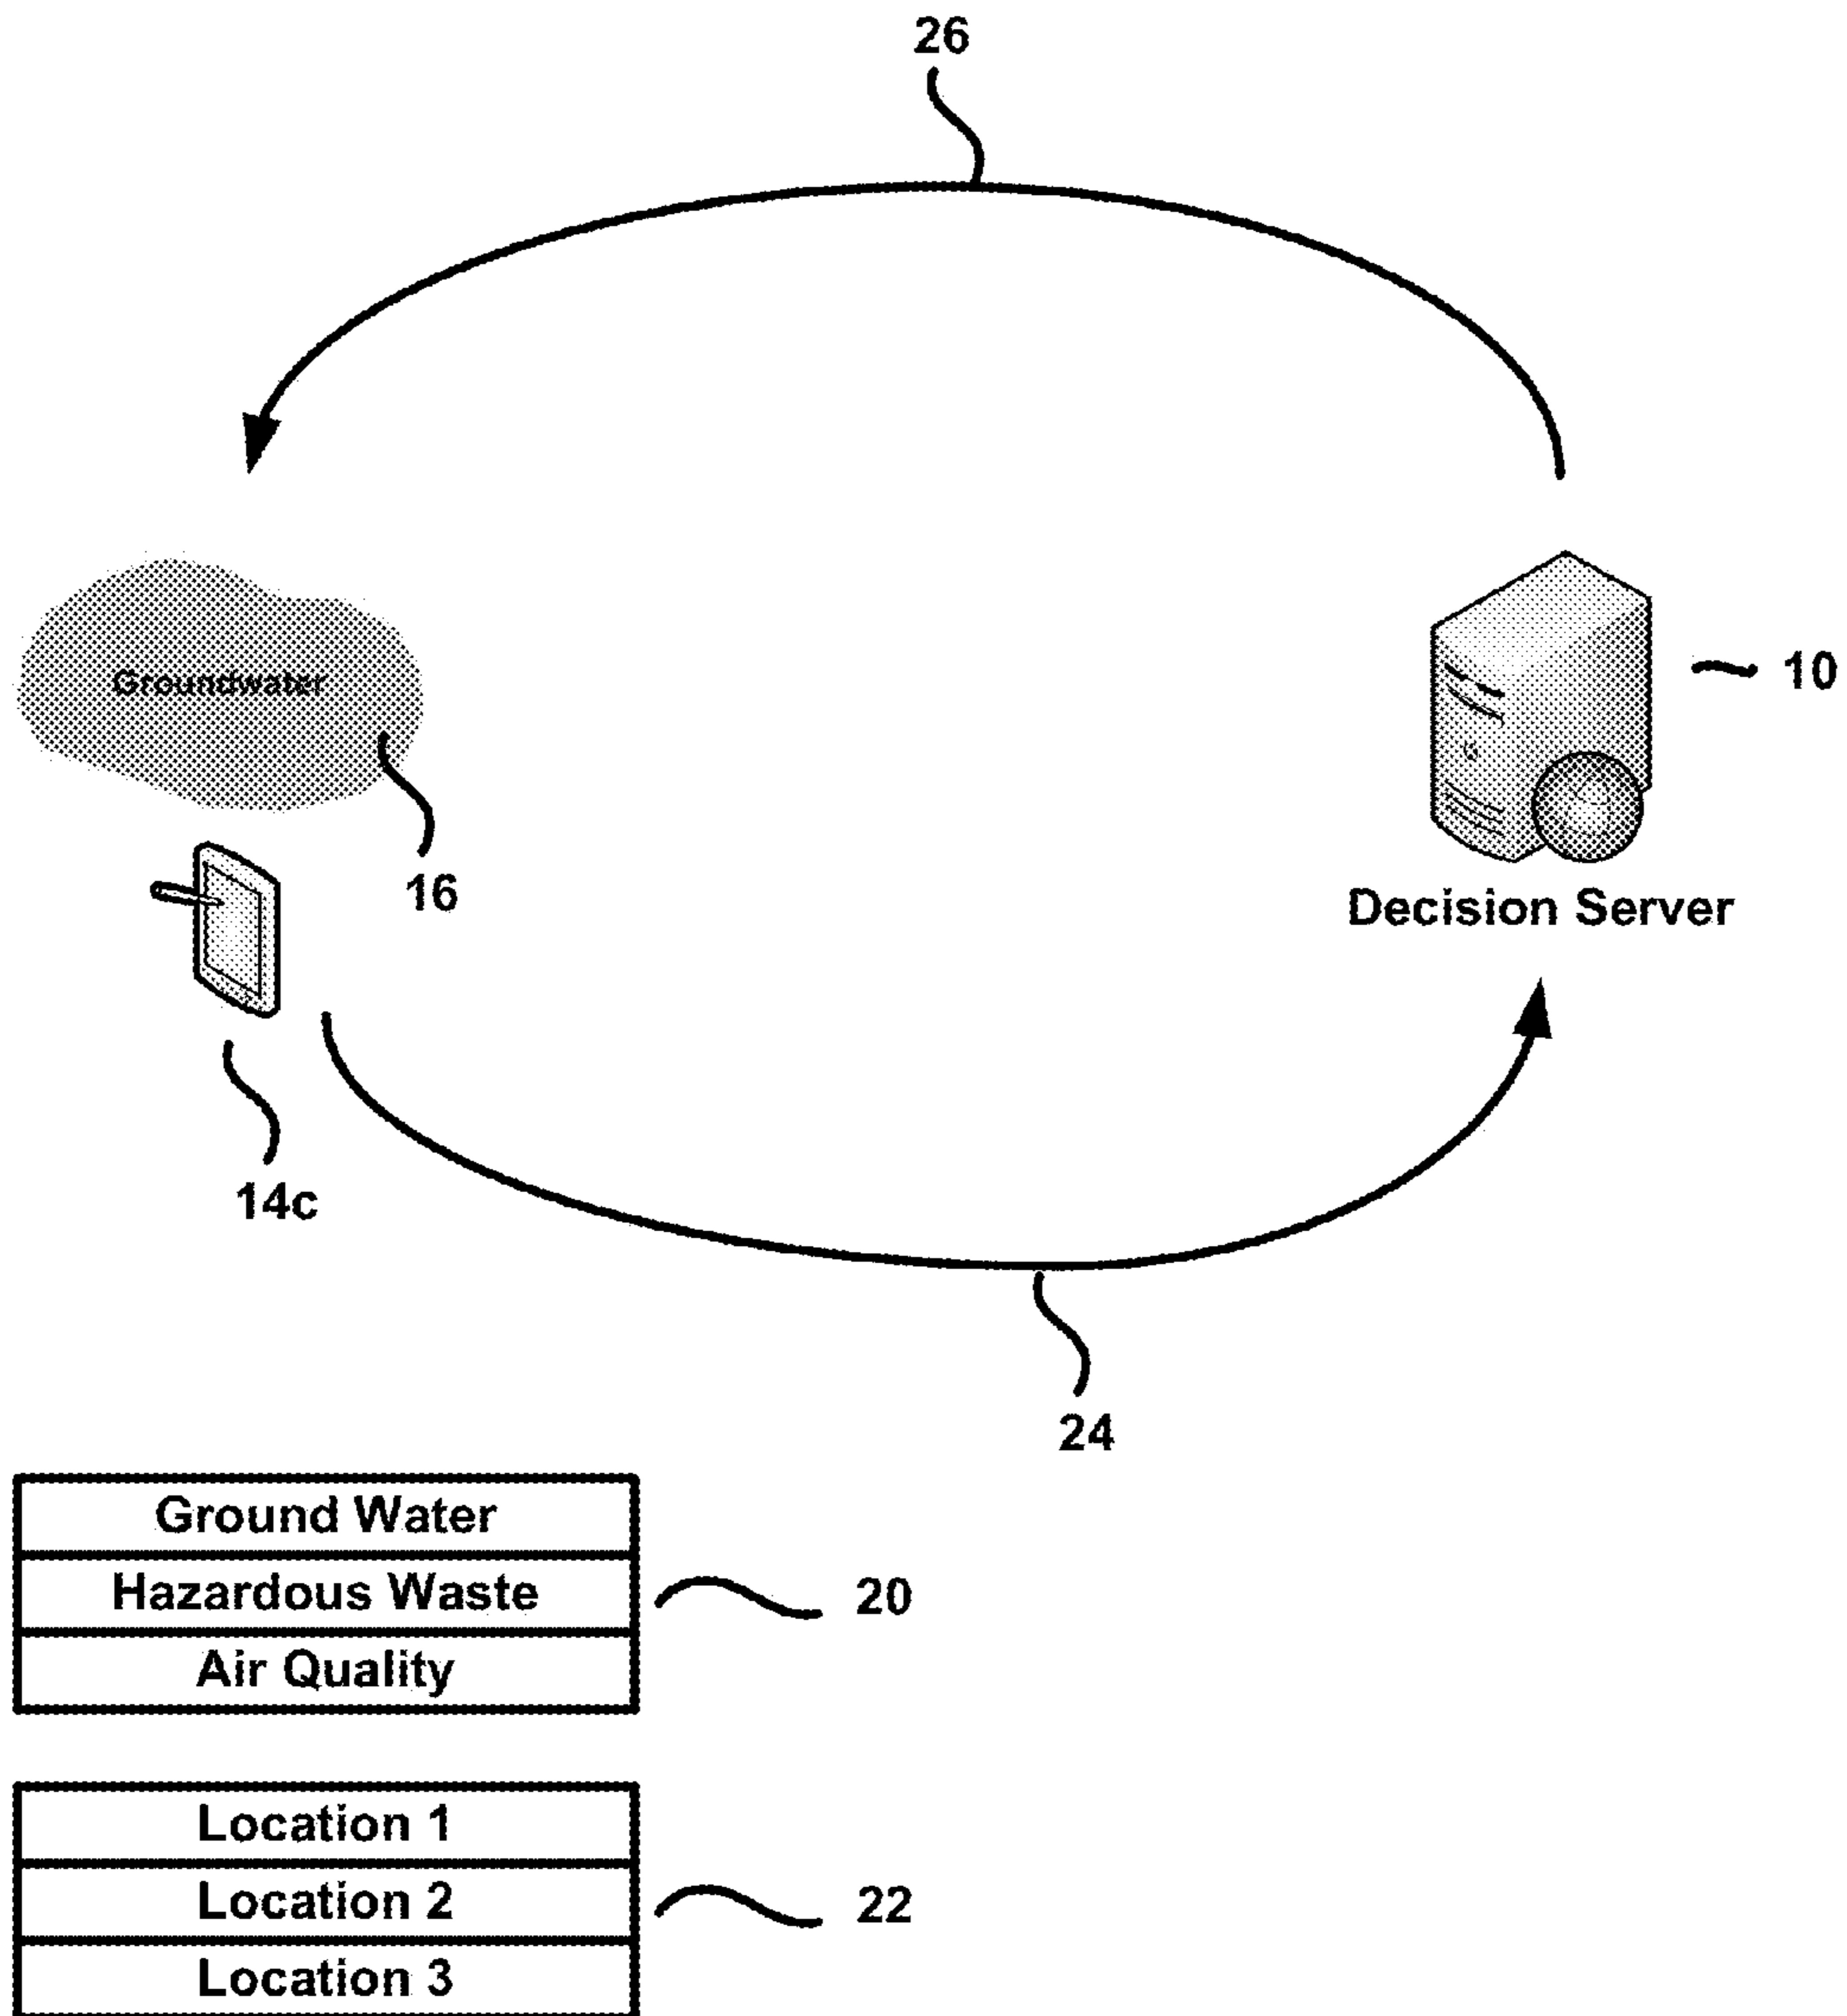 26
Groundwater
10
16
Decision Server
14c
24
Ground Water
Hazardous Waste
20
Air Quality
Location 1
Location 2
22
Location 3